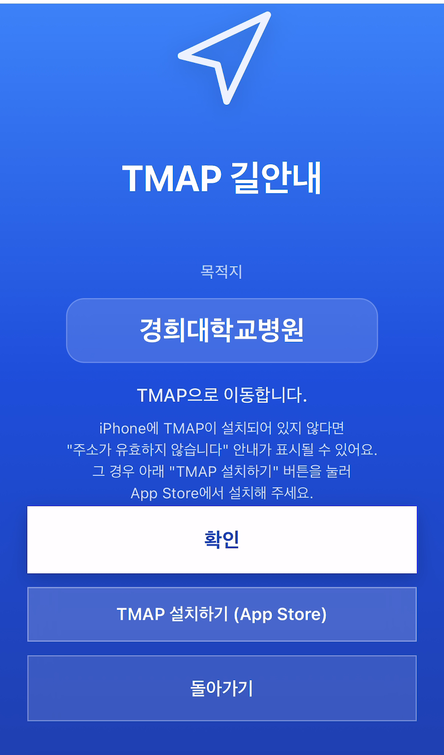 TMAP 길안내
목적지
경희대학교병원
TMAP으로 이동합니다.
iPhone에 TMAP이 설치되어 있지 않다면
"주소가 유효하지 않습니다" 안내가 표시될 수 있어요.
그 경우 아래 "TMAP 설치하기" 버튼을 눌러
App Store에서 설치해 주세요.
확인
TMAP 설치하기 (App Store)
돌아가기